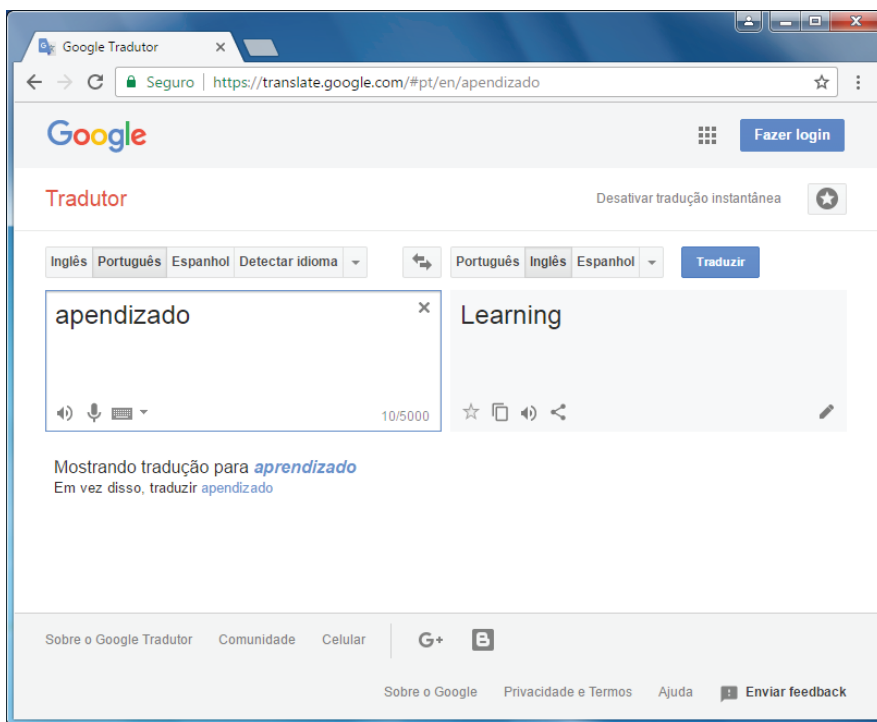 Google Tradutor
Seguro https://translate.google.com/#pt/en/apendizado
Google Fazer login
Tradutor Desativar tradução instantânea
Inglês Português Espanhol Detectar idioma Português Inglês Espanhol Traduzir
apendizado Learning
10/5000
Mostrando tradução para aprendizado
Em vez disso, traduzir apendizado
Sobre o Google Tradutor Comunidade Celular G+
Sobre o Google Privacidade e Termos Ajuda Enviar feedback